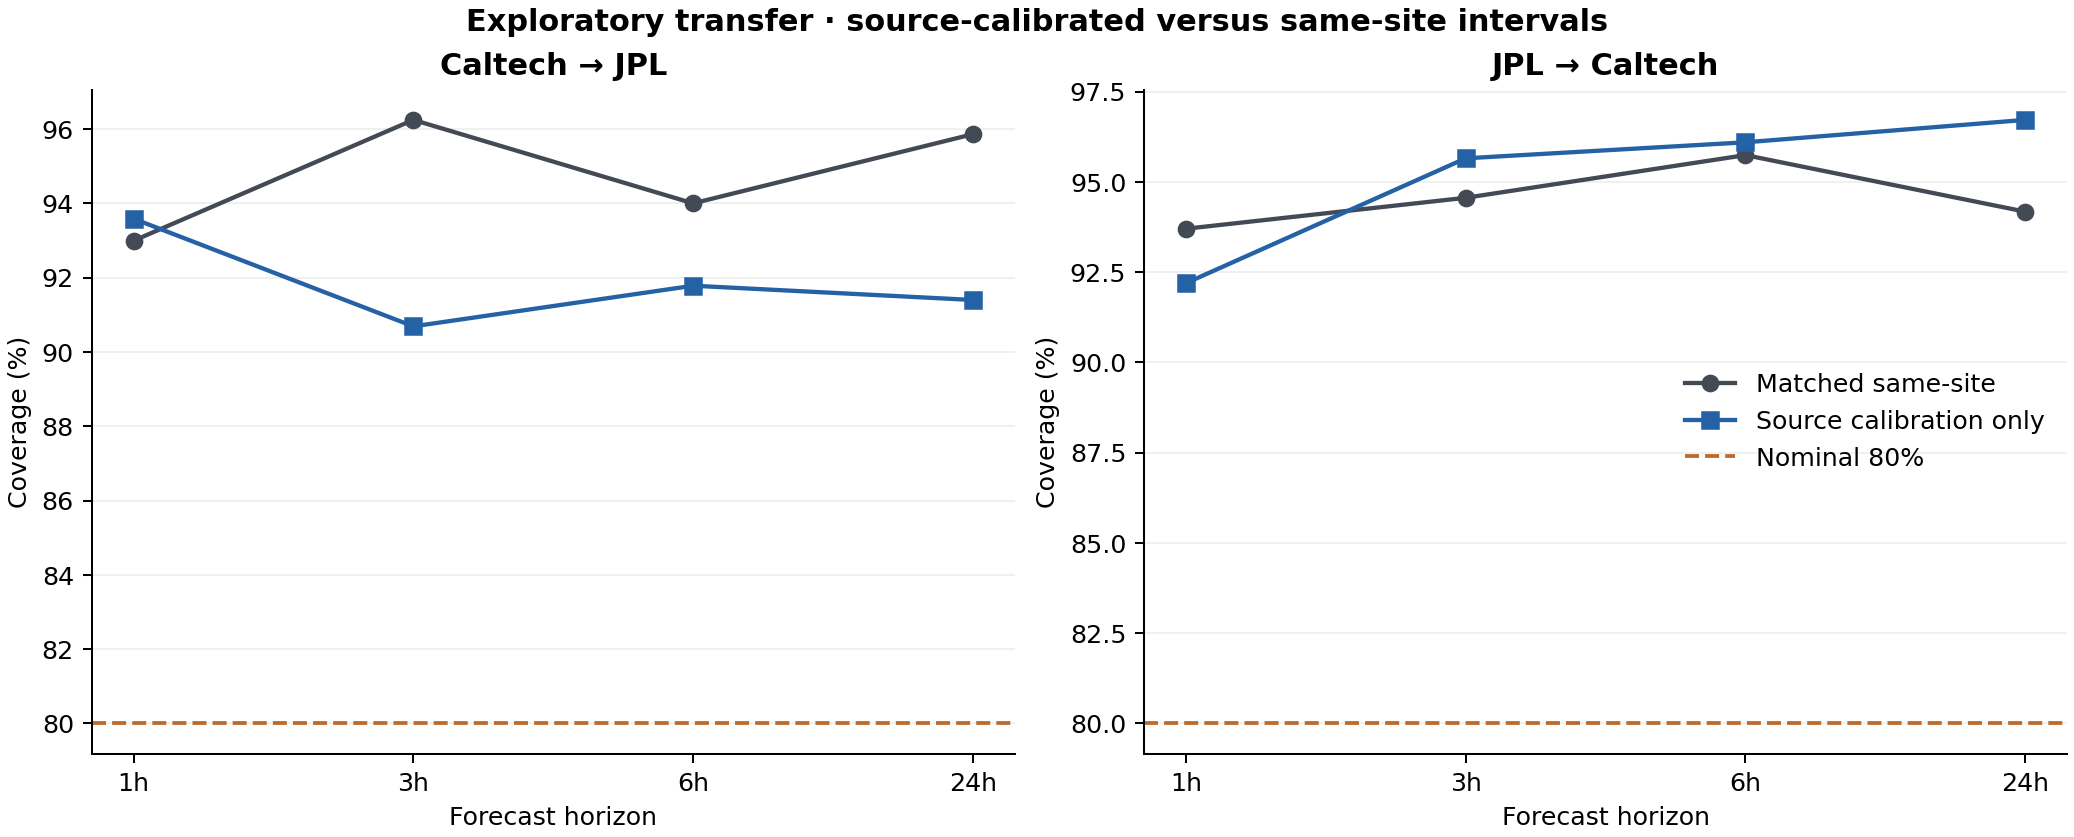 Exploratory transfer · source-calibrated versus same-site intervals
Caltech → JPL
Coverage (%)
96
94
92
90
88
86
84
82
80
1h 3h 6h 24h
Forecast horizon
JPL → Caltech
Coverage (%)
97.5
95.0
92.5
90.0
87.5
85.0
82.5
80.0
Matched same-site
Source calibration only
Nominal 80%
1h 3h 6h 24h
Forecast horizon